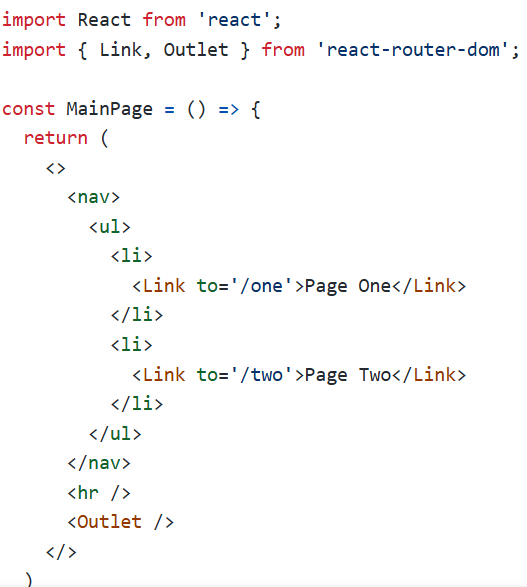 import React from 'react';
import { Link, Outlet } from 'react-router-dom';

const MainPage = () => {
  return (
    <>
      <nav>
        <ul>
          <li>
            <Link to='/one'>Page One</Link>
          </li>
          <li>
            <Link to='/two'>Page Two</Link>
          </li>
        </ul>
      </nav>
      <hr />
      <Outlet />
    </>
  )